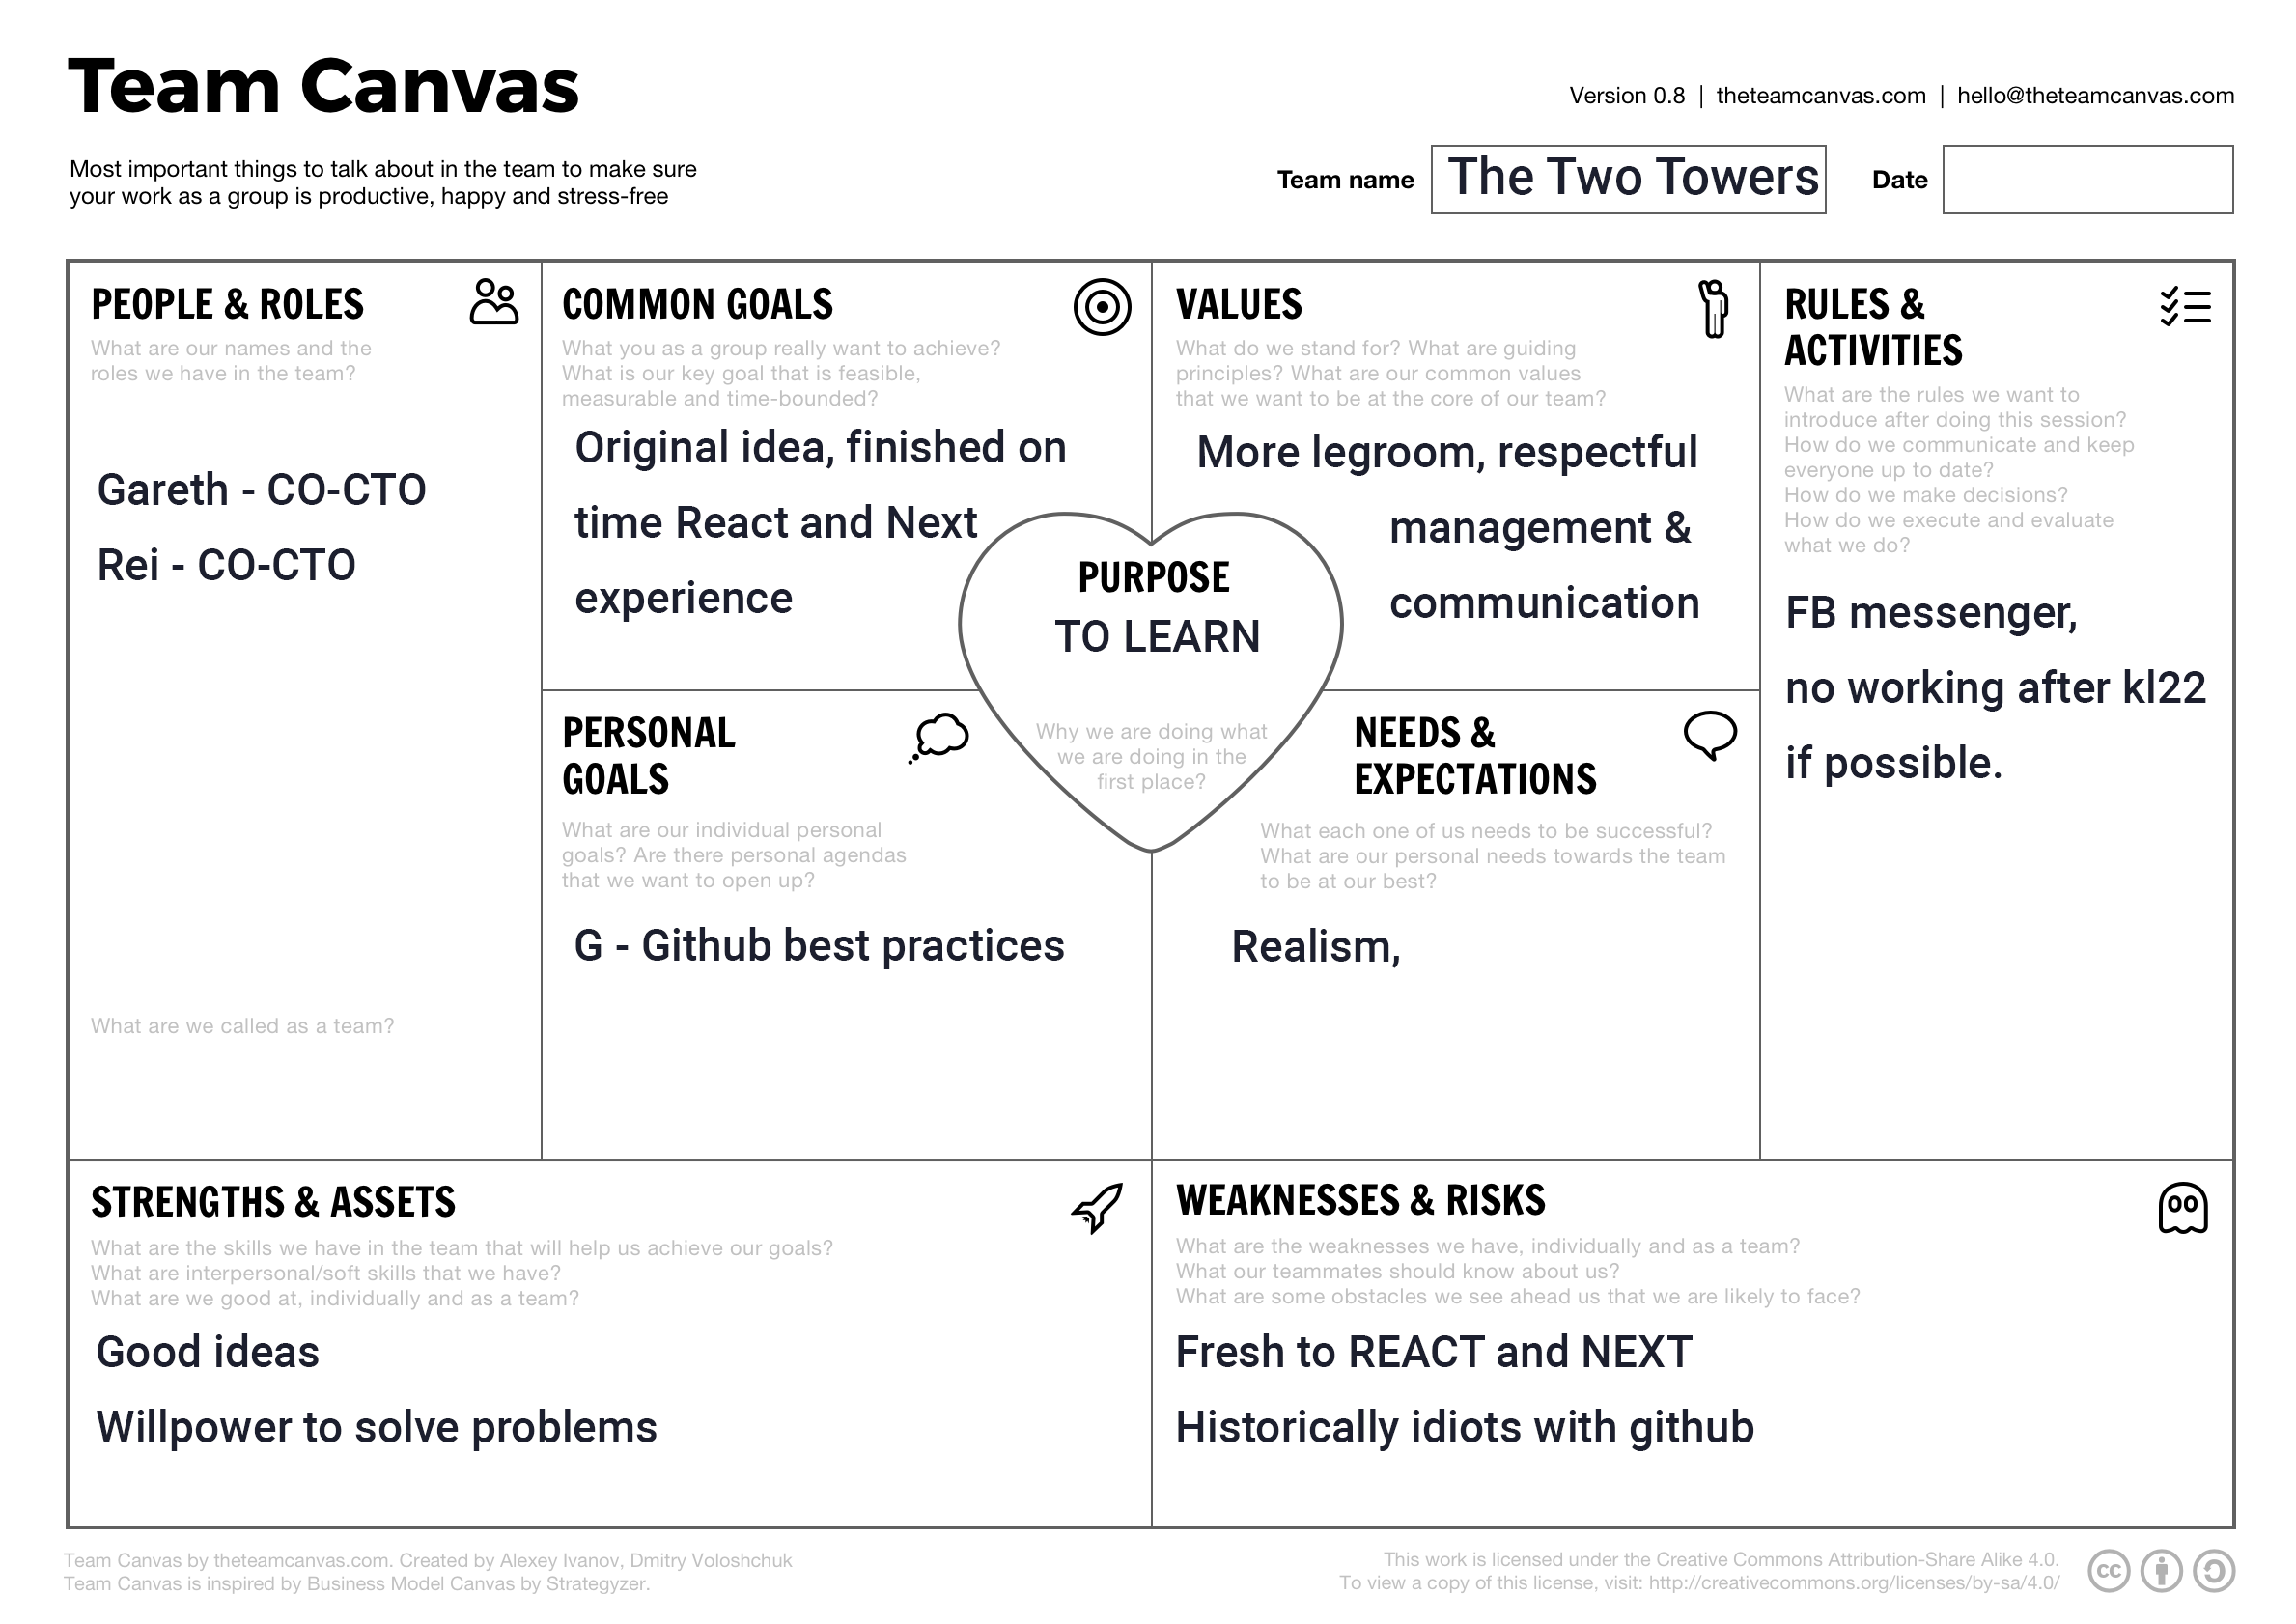 Team Canvas
Version 0.8 | theteamcanvas.com | hello@theteamcanvas.com
Most important things to talk about in the team to make sure
your work as a group is productive, happy and stress-free
Team name
The Two Towers
Date
PEOPLE & ROLES
What are our names and the
roles we have in the team?
Gareth - CO-CTO
Rei - CO-CTO
What are we called as a team?
COMMON GOALS
What you as a group really want to achieve?
What is our key goal that is feasible,
measurable and time-bounded?
Original idea, finished on
time React and Next
experience
VALUES
What do we stand for? What are guiding
principles? What are our common values
that we want to be at the core of our team?
More legroom, respectful
management &
communication
RULES &
ACTIVITIES
What are the rules we want to
introduce after doing this session?
How do we communicate and keep
everyone up to date?
How do we make decisions?
How do we execute and evaluate
what we do?
FB messenger,
no working after kl22
if possible.
PURPOSE
TO LEARN
Why we are doing what
we are doing in the
first place?
PERSONAL
GOALS
What are our individual personal
goals? Are there personal agendas
that we want to open up?
G - Github best practices
NEEDS &
EXPECTATIONS
What each one of us needs to be successful?
What are our personal needs towards the team
to be at our best?
Realism,
STRENGTHS & ASSETS
What are the skills we have in the team that will help us achieve our goals?
What are interpersonal/soft skills that we have?
What are we good at, individually and as a team?
Good ideas
Willpower to solve problems
WEAKNESSES & RISKS
What are the weaknesses we have, individually and as a team?
What our teammates should know about us?
What are some obstacles we see ahead us that we are likely to face?
Fresh to REACT and NEXT
Historically idiots with github
Team Canvas by theteamcanvas.com. Created by Alexey Ivanov, Dmitry Voloshchuk
Team Canvas is inspired by Business Model Canvas by Strategyzer.
This work is licensed under the Creative Commons Attribution-Share Alike 4.0.
To view a copy of this license, visit: http://creativecommons.org/licenses/by-sa/4.0/
cc